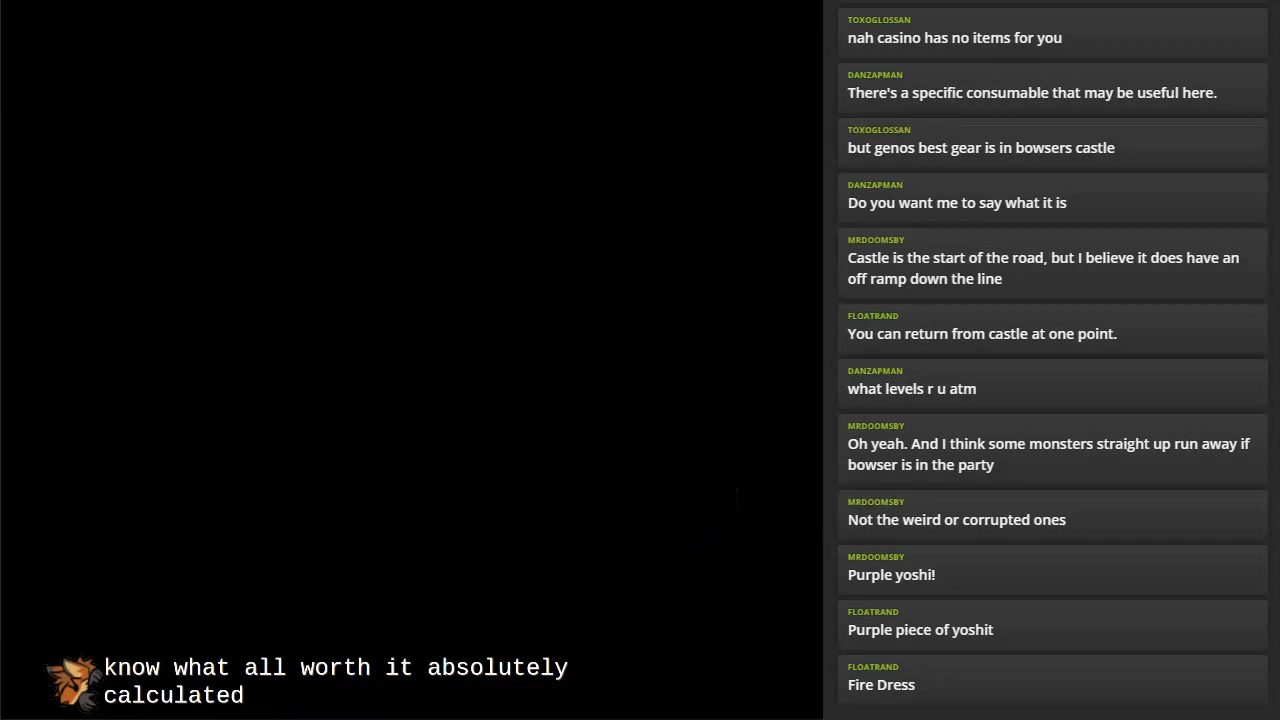 TOXOGLOSSAN
nah casino has no items for you
DANZAPMAN
There's a specific consumable that may be useful here.
TOXOGLOSSAN
but genos best gear is in bowsers castle
DANZAPMAN
Do you want me to say what it is
MRDOOMSBY
Castle is the start of the road, but I believe it does have an
off ramp down the line
FLOATRAND
You can return from castle at one point.
DANZAPMAN
what levels r u atm
MRDOOMSBY
Oh yeah. And I think some monsters straight up run away if
bowser is in the party
MRDOOMSBY
Not the weird or corrupted ones
MRDOOMSBY
Purple yoshi!
FLOATRAND
Purple piece of yoshit
FLOATRAND
Fire Dress
know what all worth it absolutely
calculated